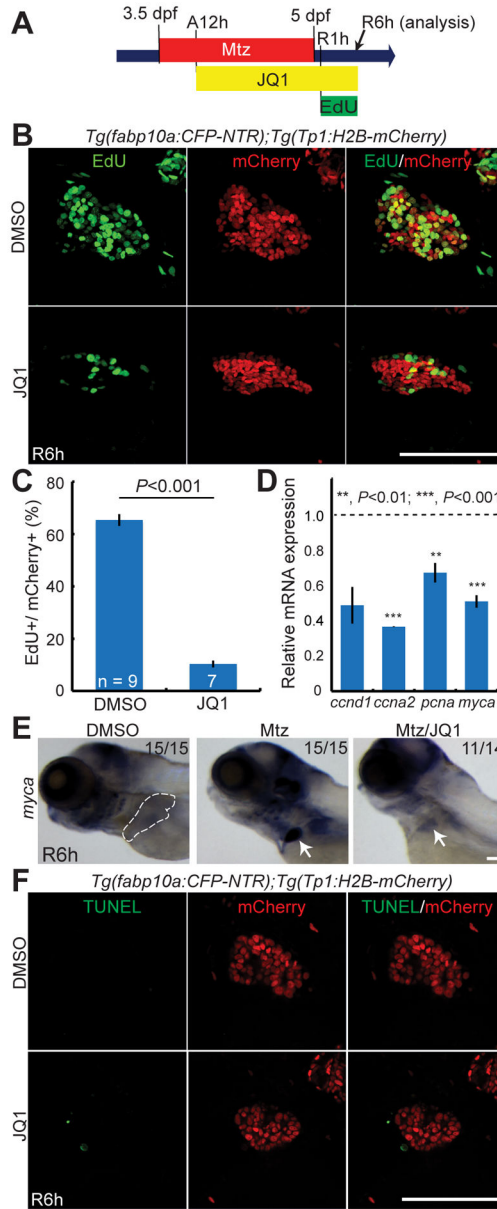 A
3.5 dpf
A12h
5 dpf
R1h
R6h (analysis)
Mtz
JQ1
EdU
B
Tg(fabp10a:CFP-NTR);Tg(Tp1:H2B-mCherry)
EdU
mCherry
EdU/mCherry
DMSO
JQ1
R6h
C
P<0.001
EdU+/ mCherry+ (%)
80
60
40
20
0
n = 9
7
DMSO
JQ1
D
**, P<0.01; ***, P<0.001
Relative mRNA expression
1.0
0.8
0.6
0.4
0.2
0
***
**
***
ccnd1
ccna2
pcna
myca
E
DMSO
Mtz
Mtz/JQ1
myca
15/15
15/15
11/14
R6h
F
Tg(fabp10a:CFP-NTR);Tg(Tp1:H2B-mCherry)
TUNEL
mCherry
TUNEL/mCherry
DMSO
JQ1
R6h